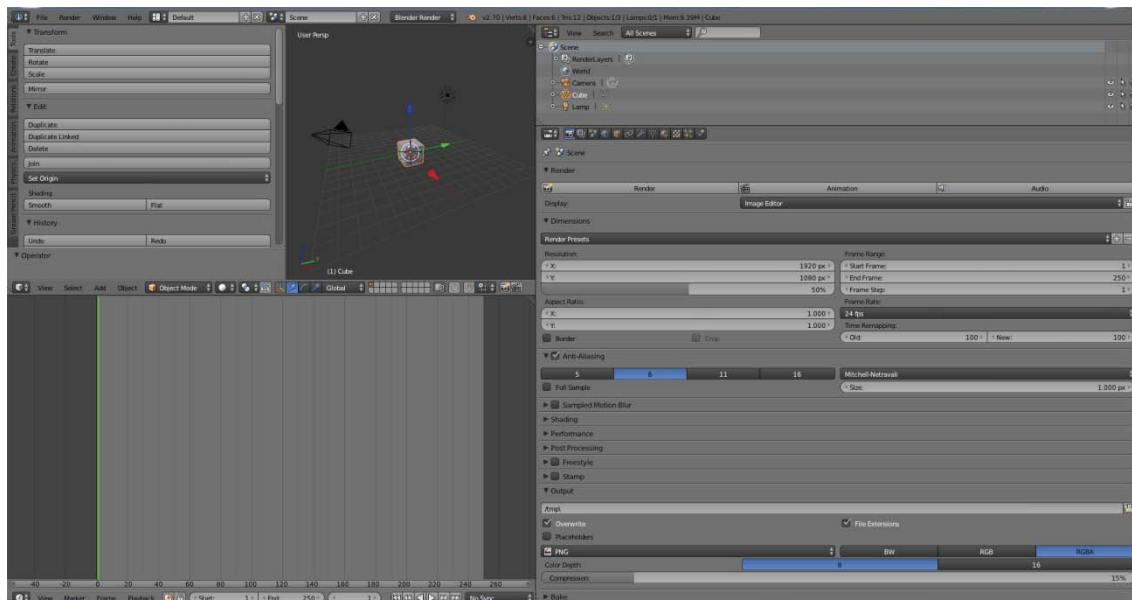 File Render Window Help Default Scene Blender Render v2.70 | Verts:8 | Faces:6 | Tris:12 | Objects:1/3 | Lamps:0/1 | Mem:9.39M | Cube
Tools
Create
Relations
Animation
Physics
Grease Pencil
Transform
Translate
Rotate
Scale
Mirror
Edit
Duplicate
Duplicate Linked
Delete
Join
Set Origin
Shading:
Smooth Flat
History
Undo Redo
Operator
User Persp
(1) Cube
View Select Add Object Object Mode Global
-40 -20 0 20 40 60 80 100 120 140 160 180 200 220 240 260
View Marker Frame Playback Start: 1 End: 250 1 No Sync
View Search All Scenes
Scene
RenderLayers
World
Camera
Cube
Lamp
Scene
Render
Render Animation Audio
Display: Image Editor
Dimensions
Render Presets
Resolution: Frame Range:
X: 1920 px Start Frame: 1
Y: 1080 px End Frame: 250
50% Frame Step: 1
Aspect Ratio: Frame Rate:
X: 1.000 24 fps
Y: 1.000 Time Remapping:
Border Crop Old: 100 New: 100
Anti-Aliasing
5 8 11 16 Mitchell-Netravali
Full Sample Size: 1.000 px
Sampled Motion Blur
Shading
Performance
Post Processing
Freestyle
Stamp
Output
/tmp\
Overwrite File Extensions
Placeholders
PNG BW RGB RGBA
Color Depth 8 16
Compression: 15%
Bake